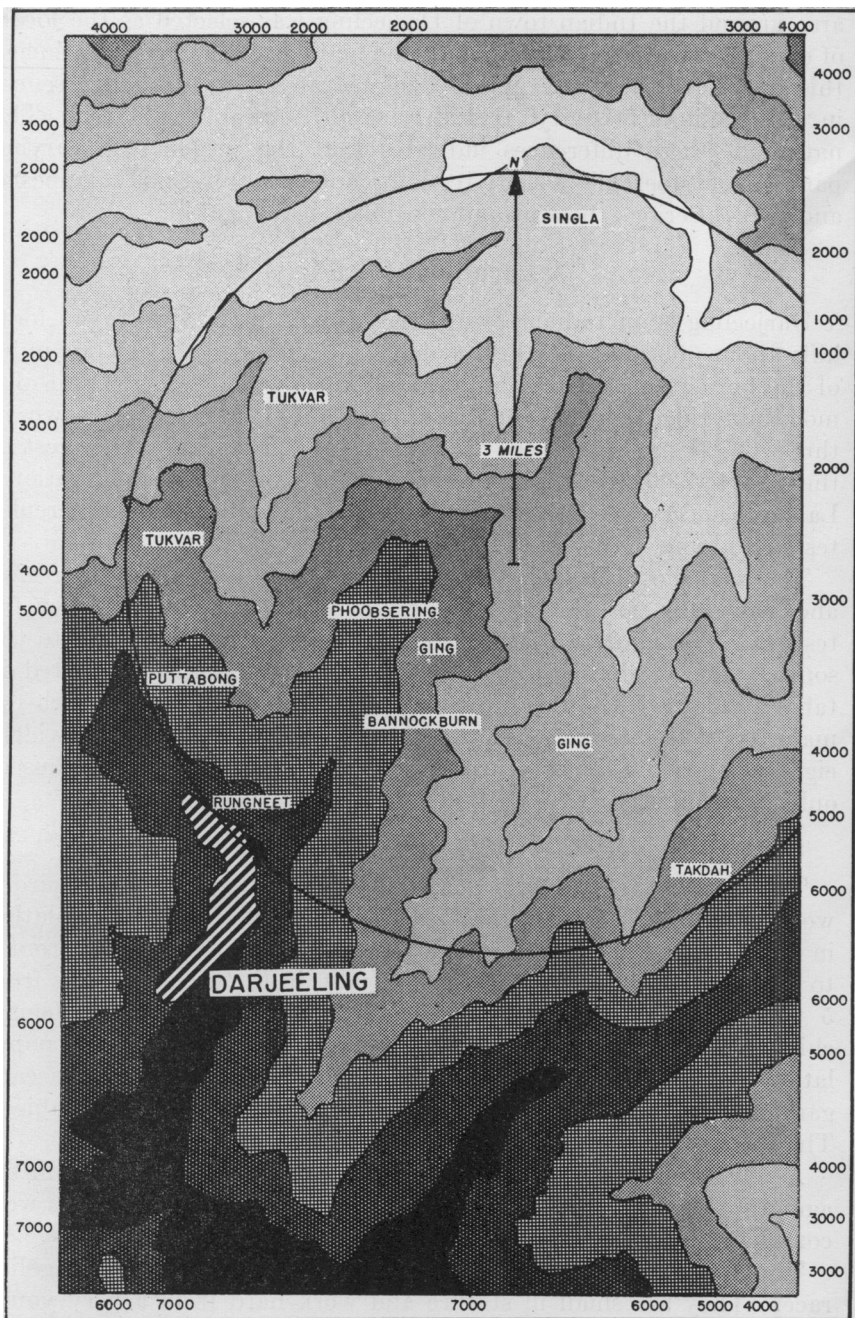 4000 3000 2000 2000 3000 4000
4000
3000 3000
2000 N
SINGLA
2000
2000
2000
1000
2000 1000
TUKVAR
3000
3 MILES
2000
TUKVAR
4000
5000 3000
PHOOBSERING
GING
PUTTABONG
BANNOCKBURN
GING 4000
RUNGNEET
5000
TAKDAH
6000
DARJEELING
6000
6000
5000
7000 4000
7000 3000
3000
6000 7000 7000 6000 5000 4000